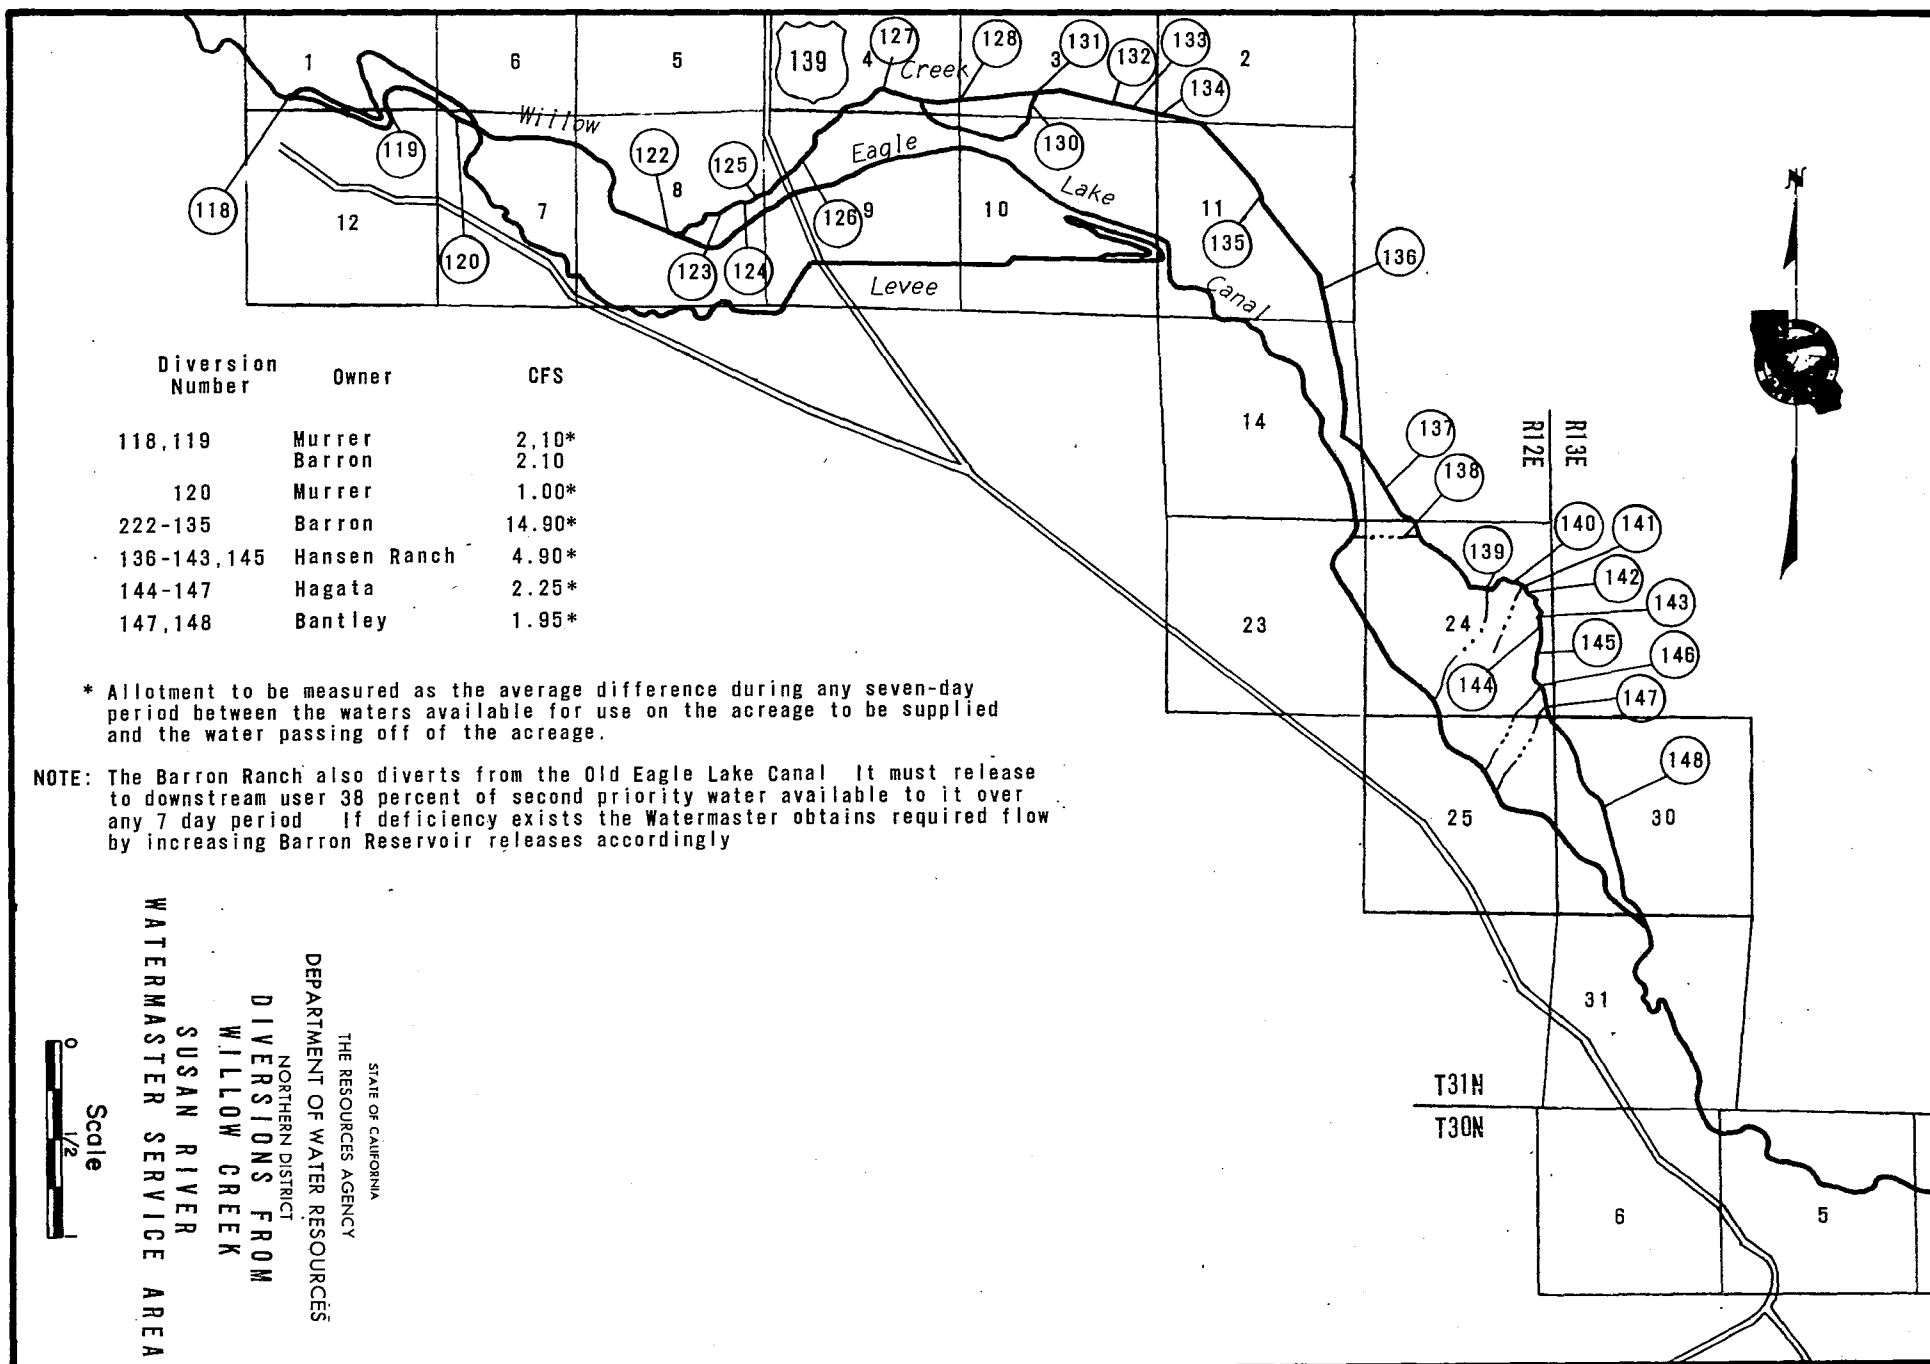 1
6
5
139
4
127
Creek
128
3
131
132
133
2
134
Willow
119
122
125
Eagle
130
118
12
7
8
123
124
126
9
10
Lake
11
135
136
120
Levee
Canal
N
Diversion Number Owner CFS
118,119 Murrer 2.10*
Barron 2.10
120 Murrer 1.00*
222-135 Barron 14.90*
136-143,145 Hansen Ranch 4.90*
144-147 Hagata 2.25*
147,148 Bantley 1.95*
14
137
138
R12E
R13E
139
140
141
142
143
23
24
144
145
146
147
148
25
30
31
T31N
T30N
6
5
* Allotment to be measured as the average difference during any seven-day
period between the waters available for use on the acreage to be supplied
and the water passing off of the acreage.
NOTE: The Barron Ranch also diverts from the Old Eagle Lake Canal It must release
to downstream user 38 percent of second priority water available to it over
any 7 day period If deficiency exists the Watermaster obtains required flow
by increasing Barron Reservoir releases accordingly
STATE OF CALIFORNIA
THE RESOURCES AGENCY
DEPARTMENT OF WATER RESOURCES
NORTHERN DISTRICT
DIVERSIONS FROM
WILLOW CREEK
SUSAN RIVER
WATERMASTER SERVICE AREA
Scale
0 1/2 1